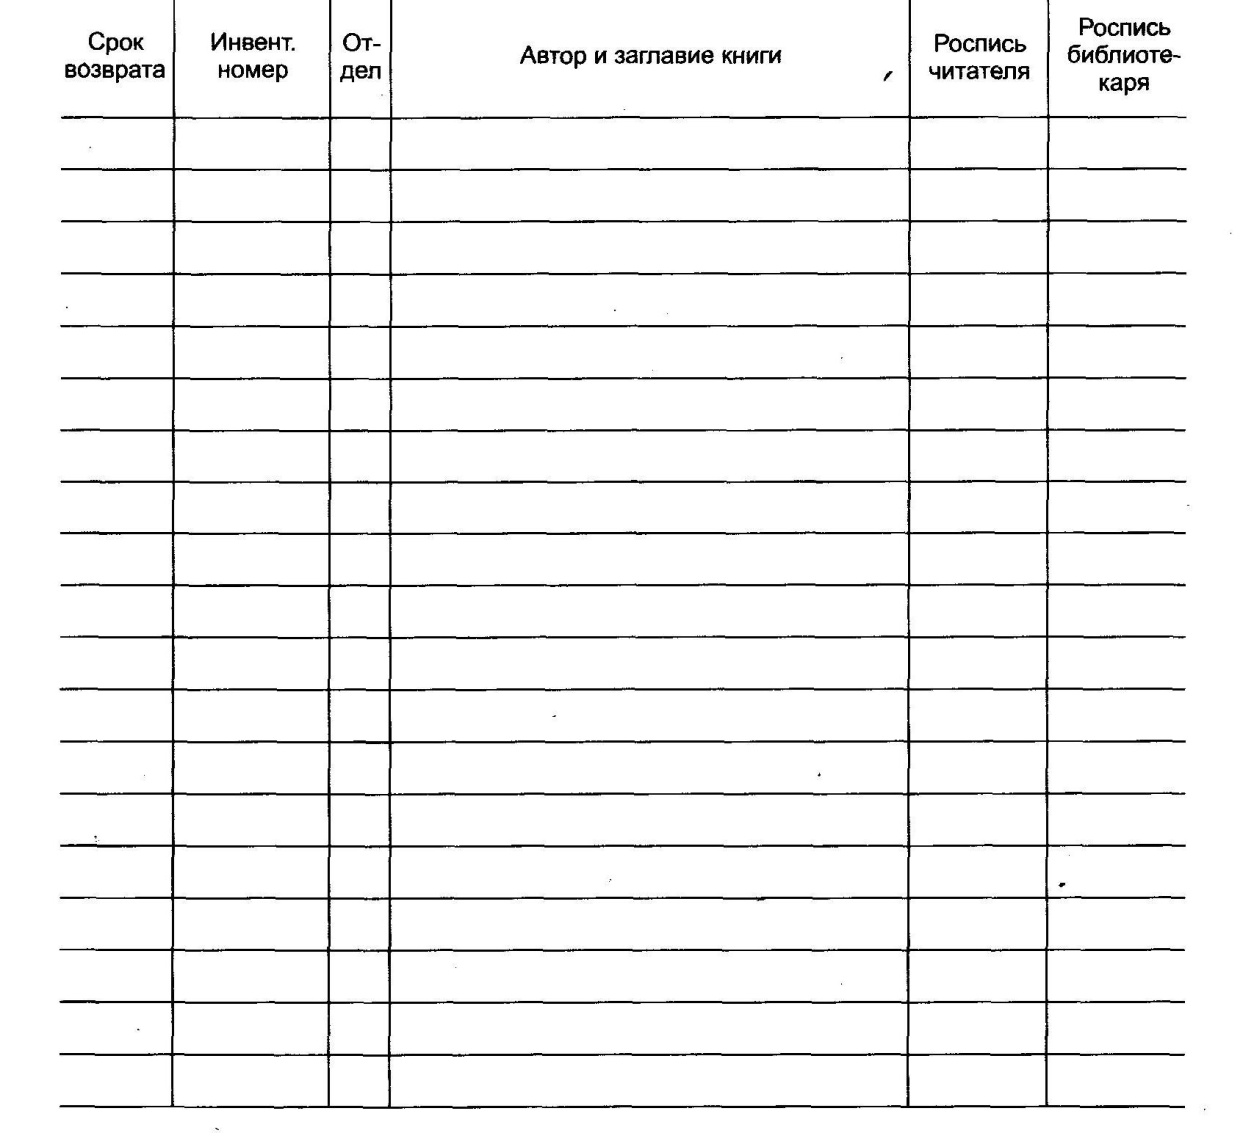 Срок
возврата
Инвент.
номер
От-
дел
Автор и заглавие книги
Роспись
читателя
Роспись
библиоте-
каря